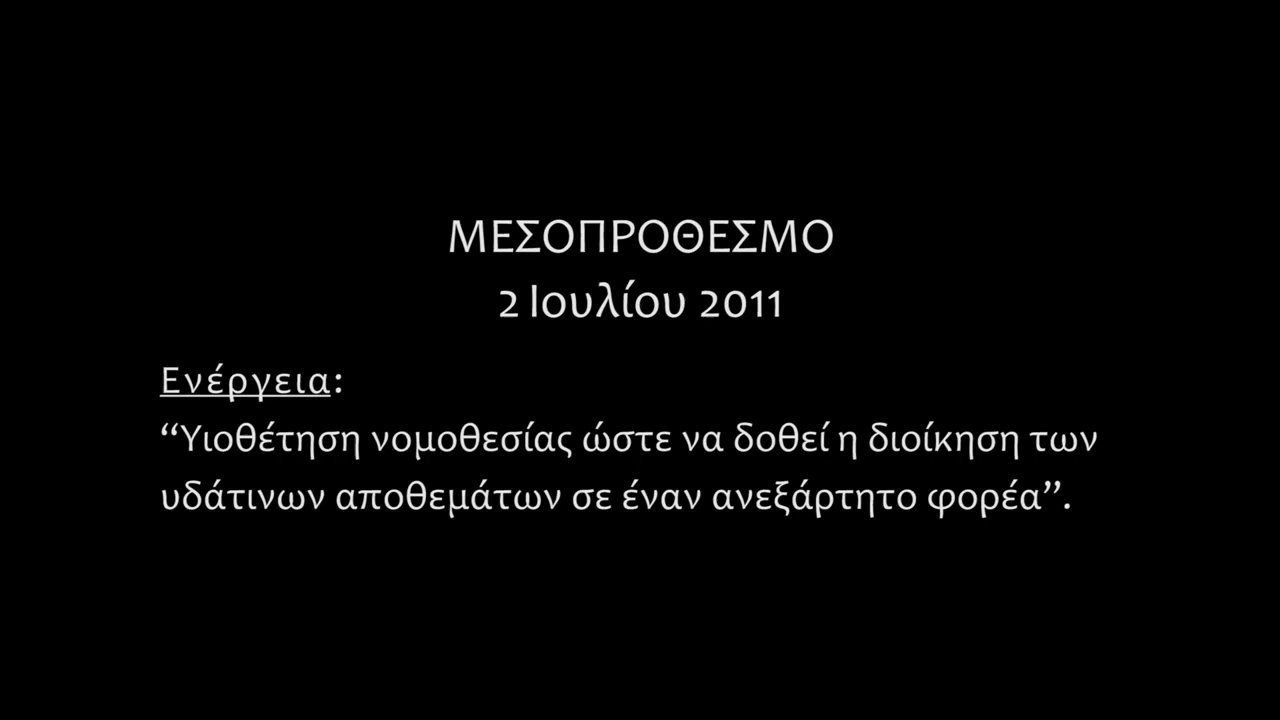 ΜΕΣΟΠΡΟΘΕΣΜΟ
2 Ιουλίου 2011
Ενέργεια:
“Υιοθέτηση νομοθεσίας ώστε να δοθεί η διοίκηση των
υδάτινων αποθεμάτων σε έναν ανεξάρτητο φορέα”.